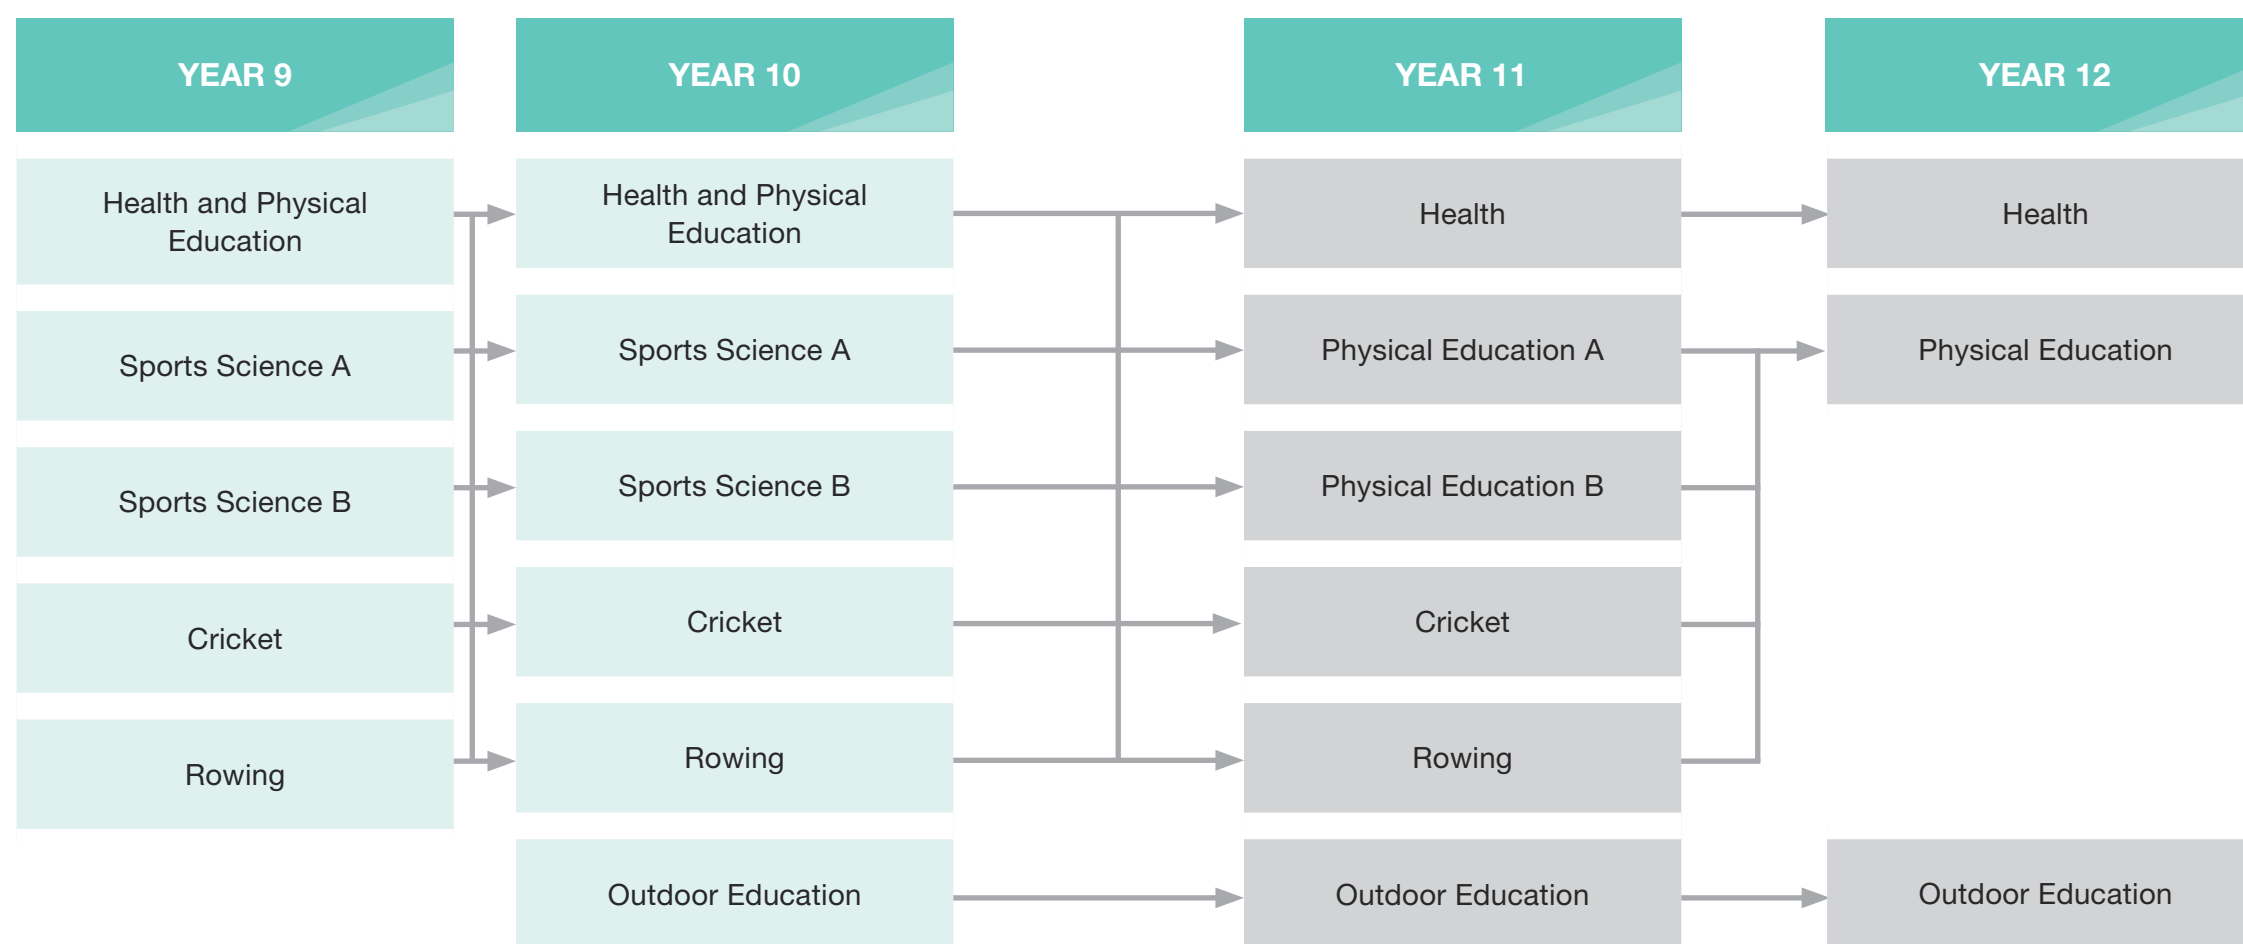 YEAR 9
YEAR 10
YEAR 11
YEAR 12
Health and Physical
Education
Health and Physical
Education
Health
Health
Sports Science A
Sports Science A
Physical Education A
Physical Education
Sports Science B
Sports Science B
Physical Education B
Cricket
Cricket
Cricket
Rowing
Rowing
Rowing
Outdoor Education
Outdoor Education
Outdoor Education